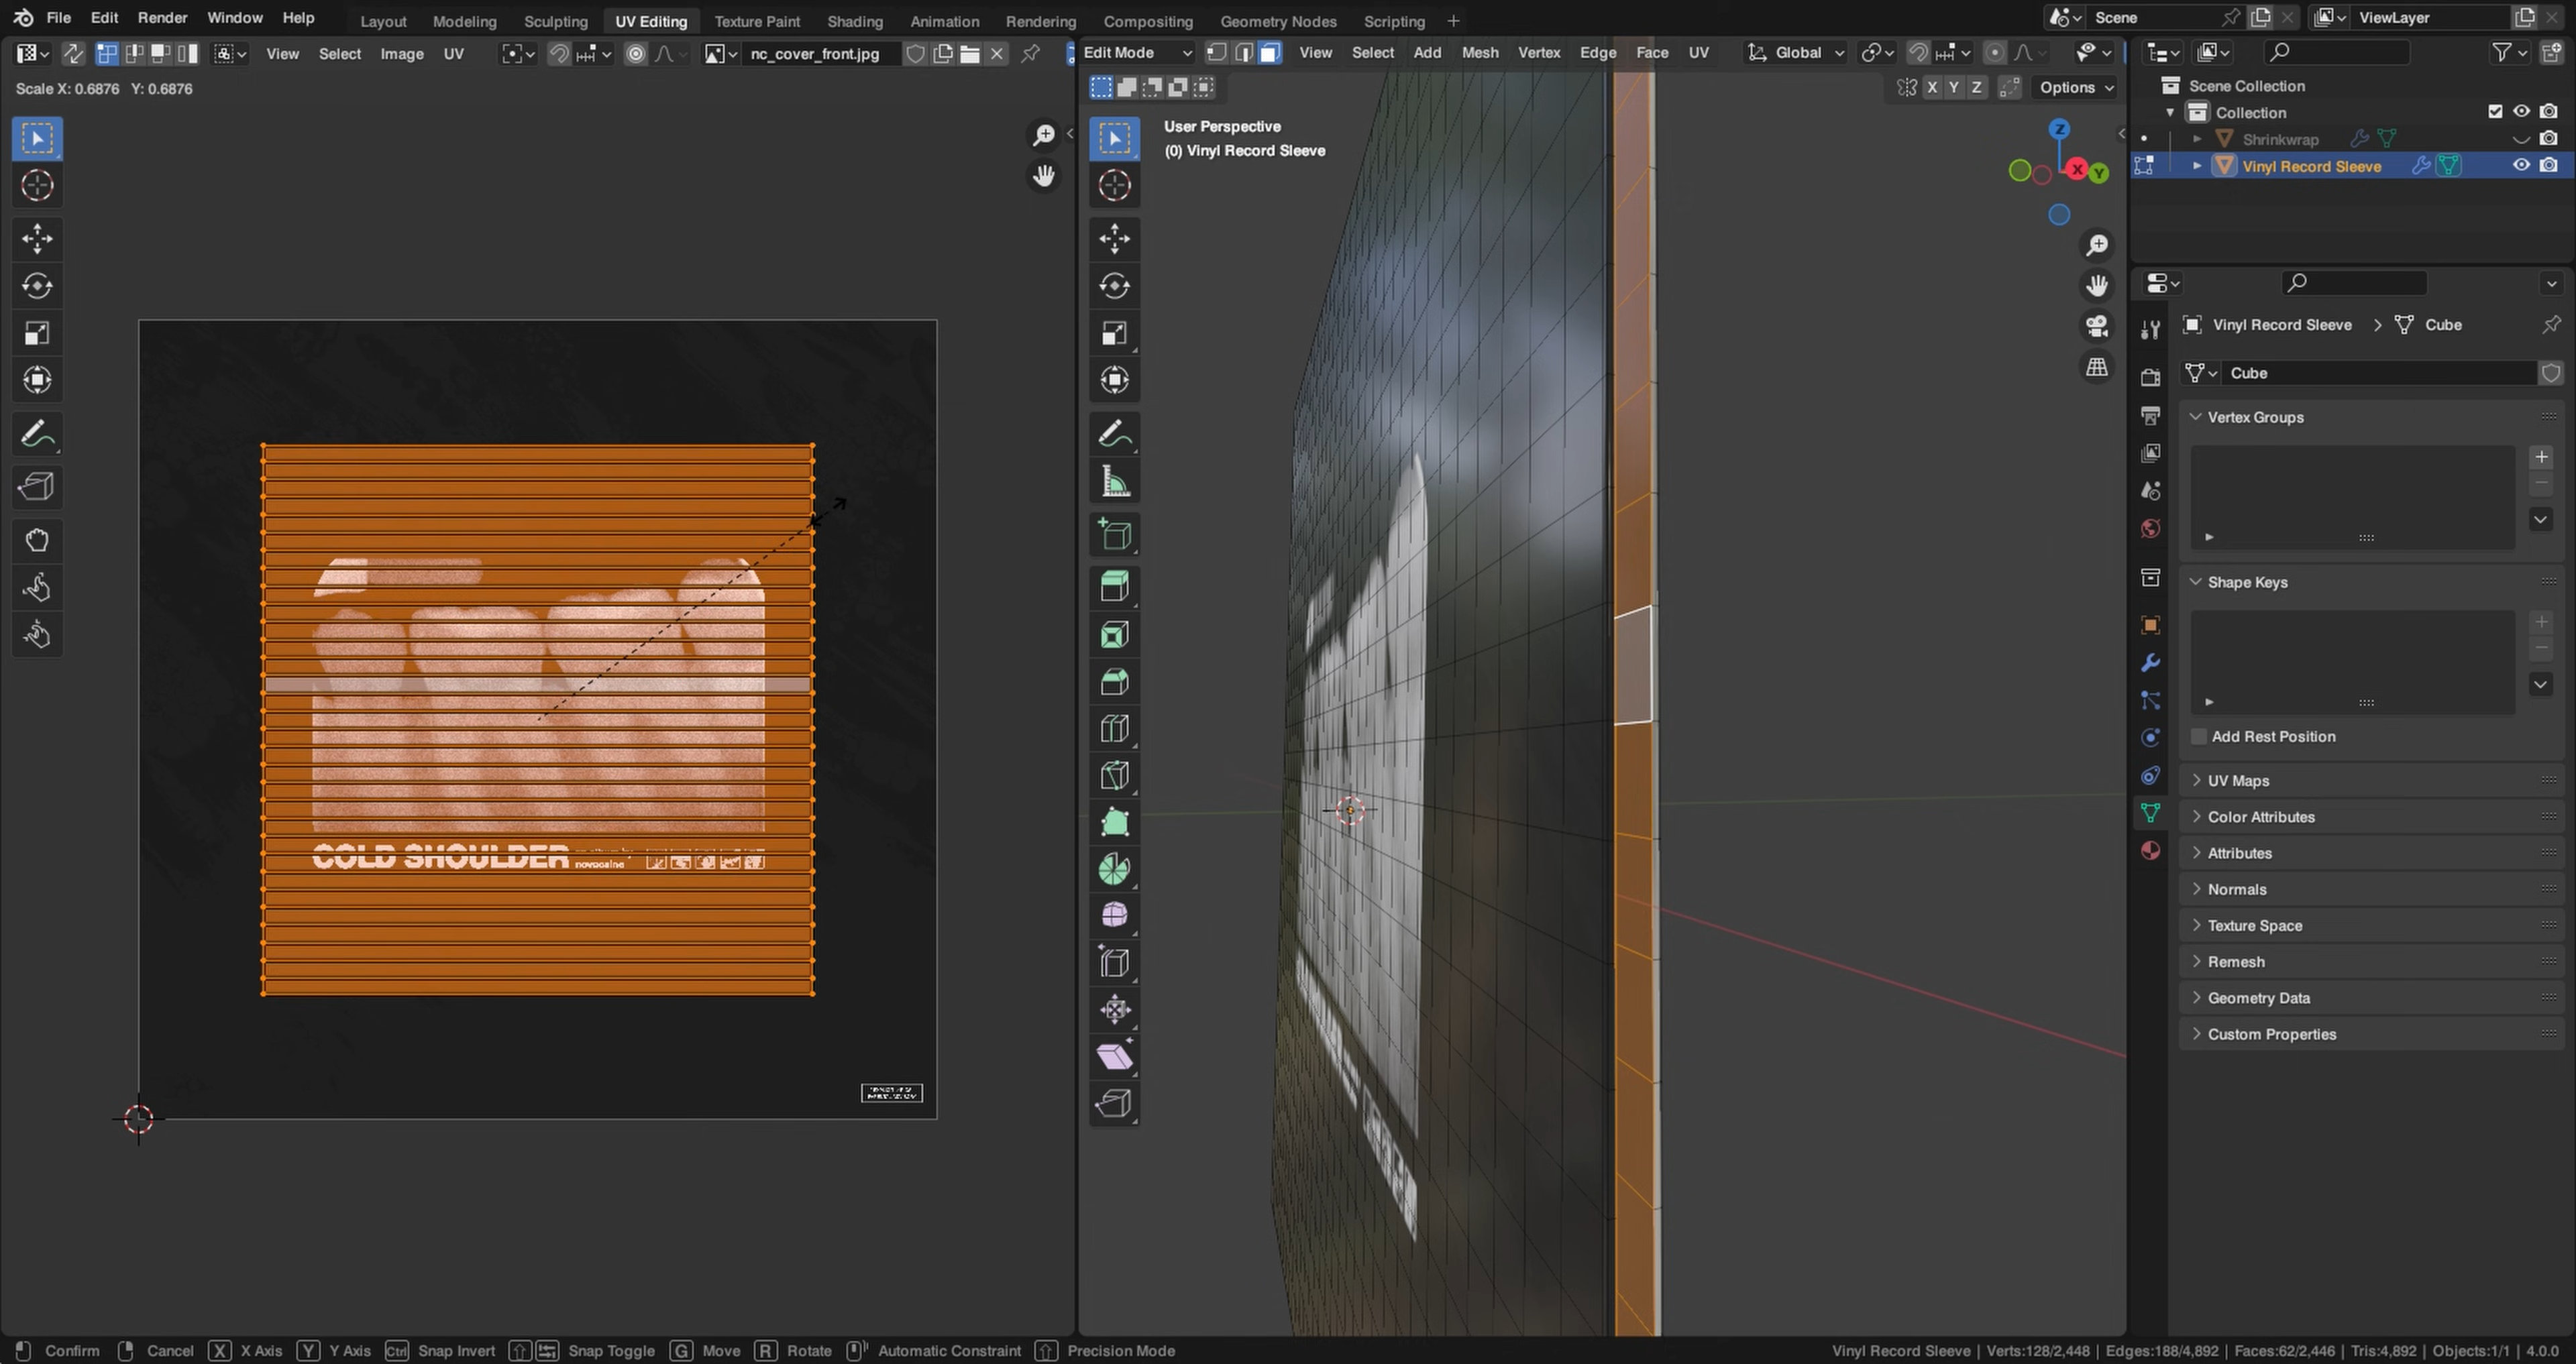 File Edit Render Window Help Layout Modeling Sculpting UV Editing Texture Paint Shading Animation Rendering Compositing Geometry Nodes Scripting + Scene ViewLayer
View Select Image UV nc_cover_front.jpg Edit Mode View Select Add Mesh Vertex Edge Face UV Global
Scale X: 0.6876 Y: 0.6876
X Y Z Options
User Perspective
(0) Vinyl Record Sleeve
Z
X
Y
Scene Collection
Collection
Shrinkwrap
Vinyl Record Sleeve
Vinyl Record Sleeve > Cube
Cube
Vertex Groups
Shape Keys
Add Rest Position
UV Maps
Color Attributes
Attributes
Normals
Texture Space
Remesh
Geometry Data
Custom Properties
COLD SHOULDER
novocaine
Confirm Cancel X X Axis Y Y Axis Ctrl Snap Invert Snap Toggle G Move R Rotate Automatic Constraint Precision Mode
Vinyl Record Sleeve | Verts:128/2,448 | Edges:188/4,892 | Faces:62/2,446 | Tris:4,892 | Objects:1/1 | 4.0.0